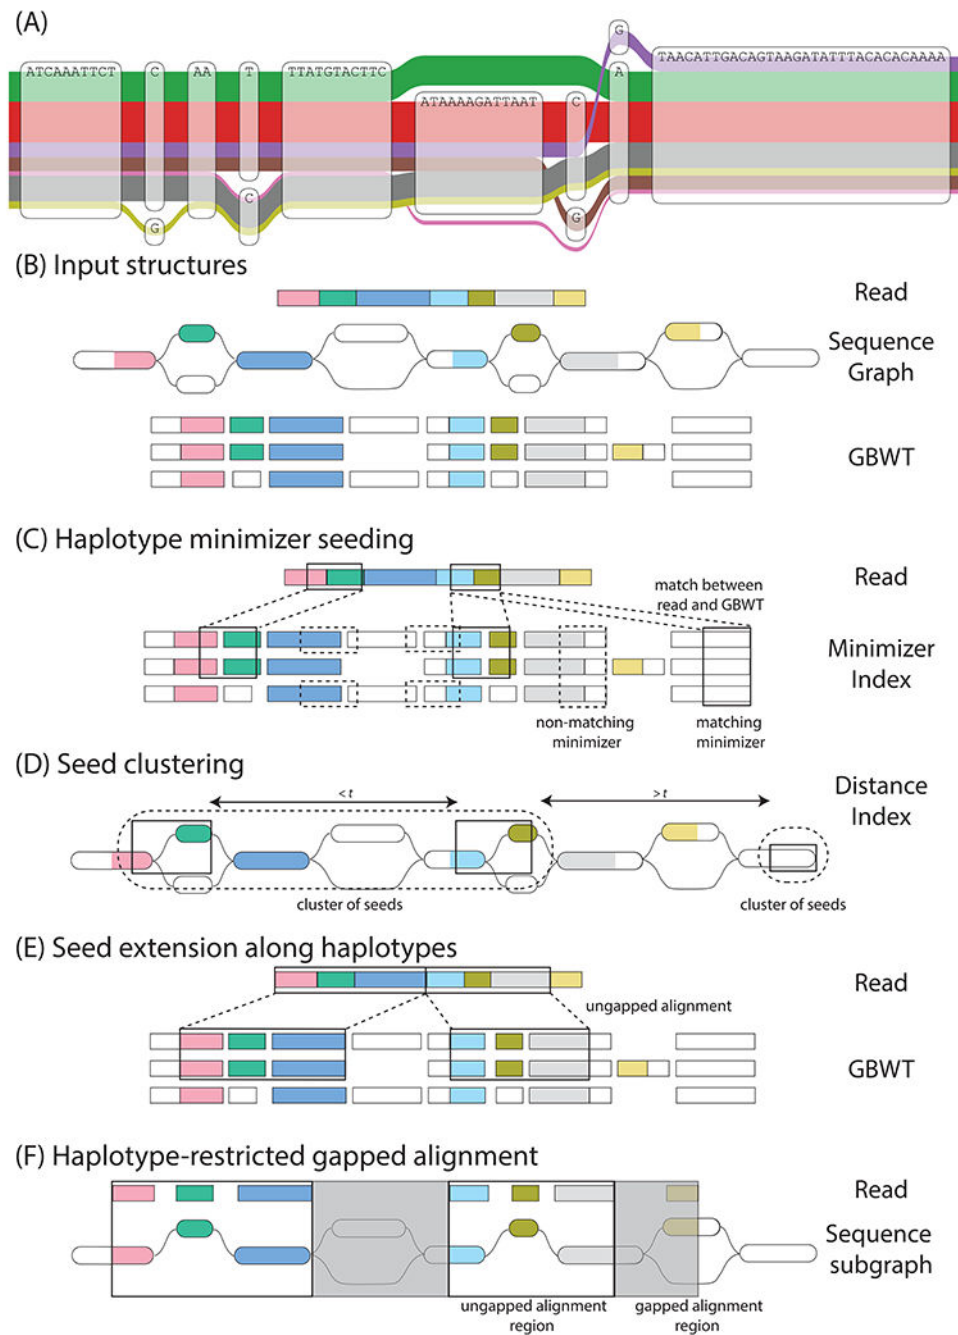 (A)
G
ATCAAATTCT C AA T TTATGTACTTC A TAACATTGACAGTAAGATATTTACACACAAAA
ATAAAAGATTAAT C
C
G G
(B) Input structures
Read
Sequence
Graph
GBWT
(C) Haplotype minimizer seeding
Read
match between
read and GBWT
Minimizer
Index
non-matching
minimizer
matching
minimizer
(D) Seed clustering
Distance
Index
< t
> t
cluster of seeds
cluster of seeds
(E) Seed extension along haplotypes
Read
ungapped alignment
GBWT
(F) Haplotype-restricted gapped alignment
Read
Sequence
subgraph
ungapped alignment
region
gapped alignment
region